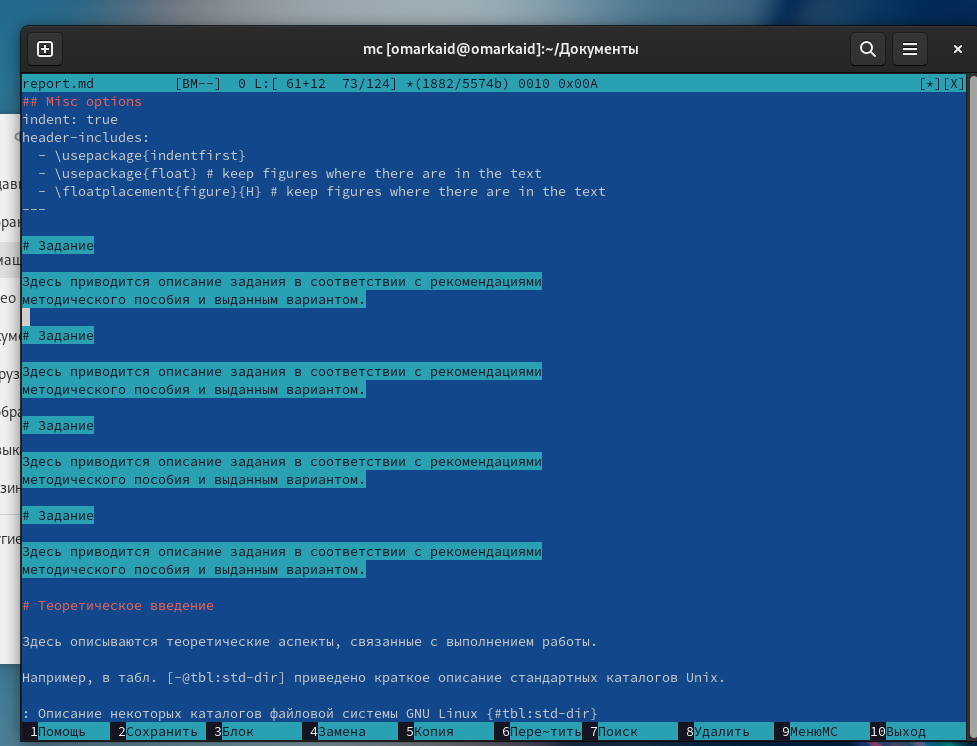 mc [omarkaid@omarkaid]:~/Документы
report.md [BM--] 0 L:[ 61+12 73/124] *(1882/5574b) 0010 0x00A [*][X]
## Misc options
indent: true
header-includes:
- \usepackage{indentfirst}
- \usepackage{float} # keep figures where there are in the text
- \floatplacement{figure}{H} # keep figures where there are in the text
---
# Задание
Здесь приводится описание задания в соответствии с рекомендациями
методического пособия и выданным вариантом.
# Задание
Здесь приводится описание задания в соответствии с рекомендациями
методического пособия и выданным вариантом.
# Задание
Здесь приводится описание задания в соответствии с рекомендациями
методического пособия и выданным вариантом.
# Задание
Здесь приводится описание задания в соответствии с рекомендациями
методического пособия и выданным вариантом.
# Теоретическое введение
Здесь описываются теоретические аспекты, связанные с выполнением работы.
Например, в табл. [-@tbl:std-dir] приведено краткое описание стандартных каталогов Unix.
: Описание некоторых каталогов файловой системы GNU Linux {#tbl:std-dir}
1Помощь 2Сохранить 3Блок 4Замена 5Копия 6Пере~тить 7Поиск 8Удалить 9МенюМС 10Выход